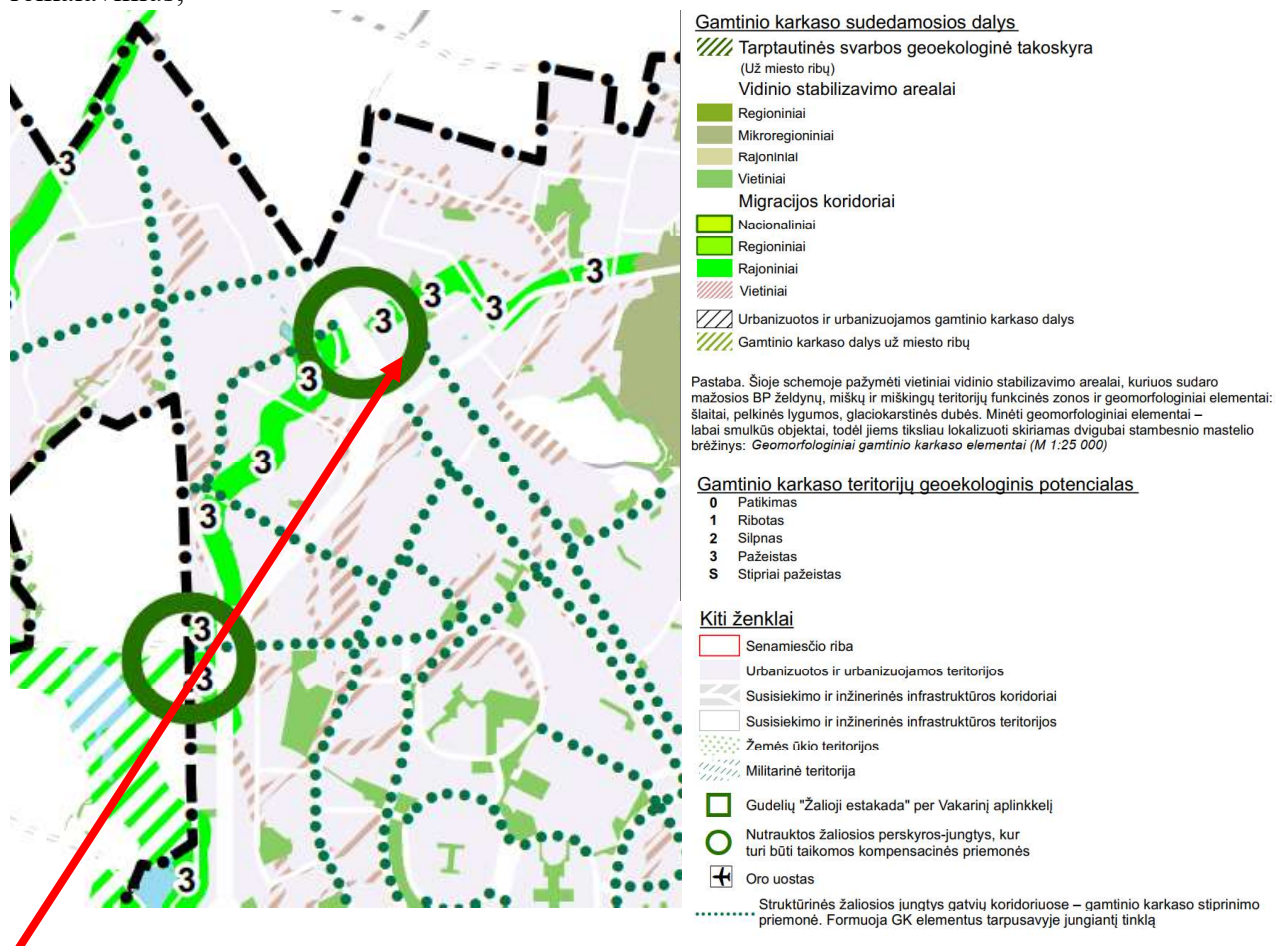 Gamtinio karkaso sudedamosios dalys
Tarptautinės svarbos geoekologinė takoskyra
(Už miesto ribų)
Vidinio stabilizavimo arealai
Regioniniai
Mikroregioniniai
Rajoniniai
Vietiniai
Migracijos koridoriai
Nacionaliniai
Regioniniai
Rajoniniai
Vietiniai
Urbanizuotos ir urbanizuojamos gamtinio karkaso dalys
Gamtinio karkaso dalys už miesto ribų
Pastaba. Šioje schemoje pažymėti vietiniai vidinio stabilizavimo arealai, kuriuos sudaro
mažosios BP želdynų, miškų ir miškingų teritorijų funkcinės zonos ir geomorfologiniai elementai:
šlaitai, pelkinės lygumos, glaciokarstinės dubės. Minėti geomorfologiniai elementai –
labai smulkūs objektai, todėl jiems tiksliau lokalizuoti skiriamas dvigubai stambesnio mastelio
brėžinys: Geomorfologiniai gamtinio karkaso elementai (M 1:25 000)
Gamtinio karkaso teritorijų geoekologinis potencialas
0 Patikimas
1 Ribotas
2 Silpnas
3 Pažeistas
S Stipriai pažeistas
Kiti ženklai
Senamiesčio riba
Urbanizuotos ir urbanizuojamos teritorijos
Susisiekimo ir inžinerinės infrastruktūros koridoriai
Susisiekimo ir inžinerinės infrastruktūros teritorijos
Žemės ūkio teritorijos
Militarinė teritorija
Gudelių "Žalioji estakada" per Vakarinį aplinkkelį
Nutrauktos žaliosios perskyros-jungtys, kur
turi būti taikomos kompensacinės priemonės
Oro uostas
Struktūrinės žaliosios jungtys gatvių koridoriuose – gamtinio karkaso stiprinimo
priemonė. Formuoja GK elementus tarpusavyje jungiantį tinklą
3
3
3
3
3
3
3
3
3
3
3